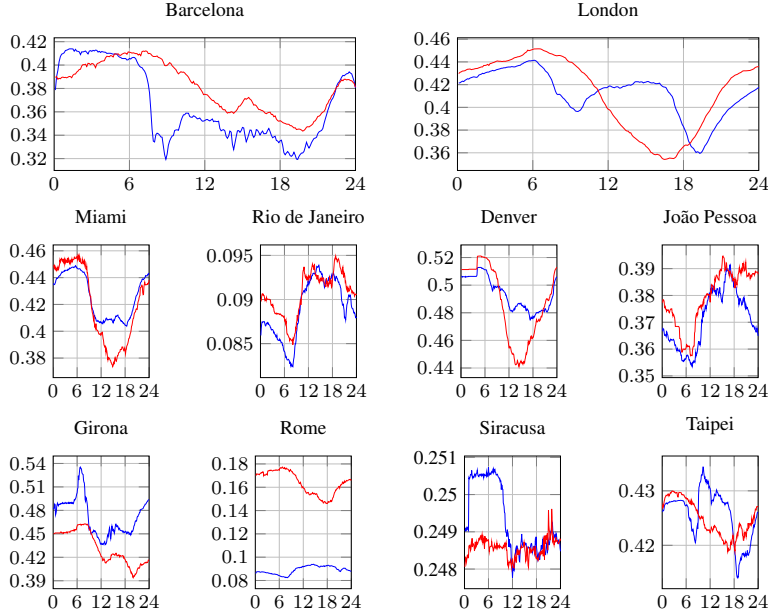 Barcelona
London
0.42
0.4
0.38
0.36
0.34
0.32
0 6 12 18 24
0.46
0.44
0.42
0.4
0.38
0.36
0 6 12 18 24
Miami
Rio de Janeiro
Denver
João Pessoa
0.46
0.44
0.42
0.4
0.38
0 6 12 18 24
0.095
0.09
0.085
0 6 12 18 24
0.52
0.5
0.48
0.46
0.44
0 6 12 18 24
0.39
0.38
0.37
0.36
0.35
0 6 12 18 24
Girona
Rome
Siracusa
Taipei
0.54
0.51
0.48
0.45
0.42
0.39
0 6 12 18 24
0.18
0.16
0.14
0.12
0.1
0.08
0 6 12 18 24
0.251
0.25
0.249
0.248
0 6 12 18 24
0.43
0.42
0 6 12 18 24